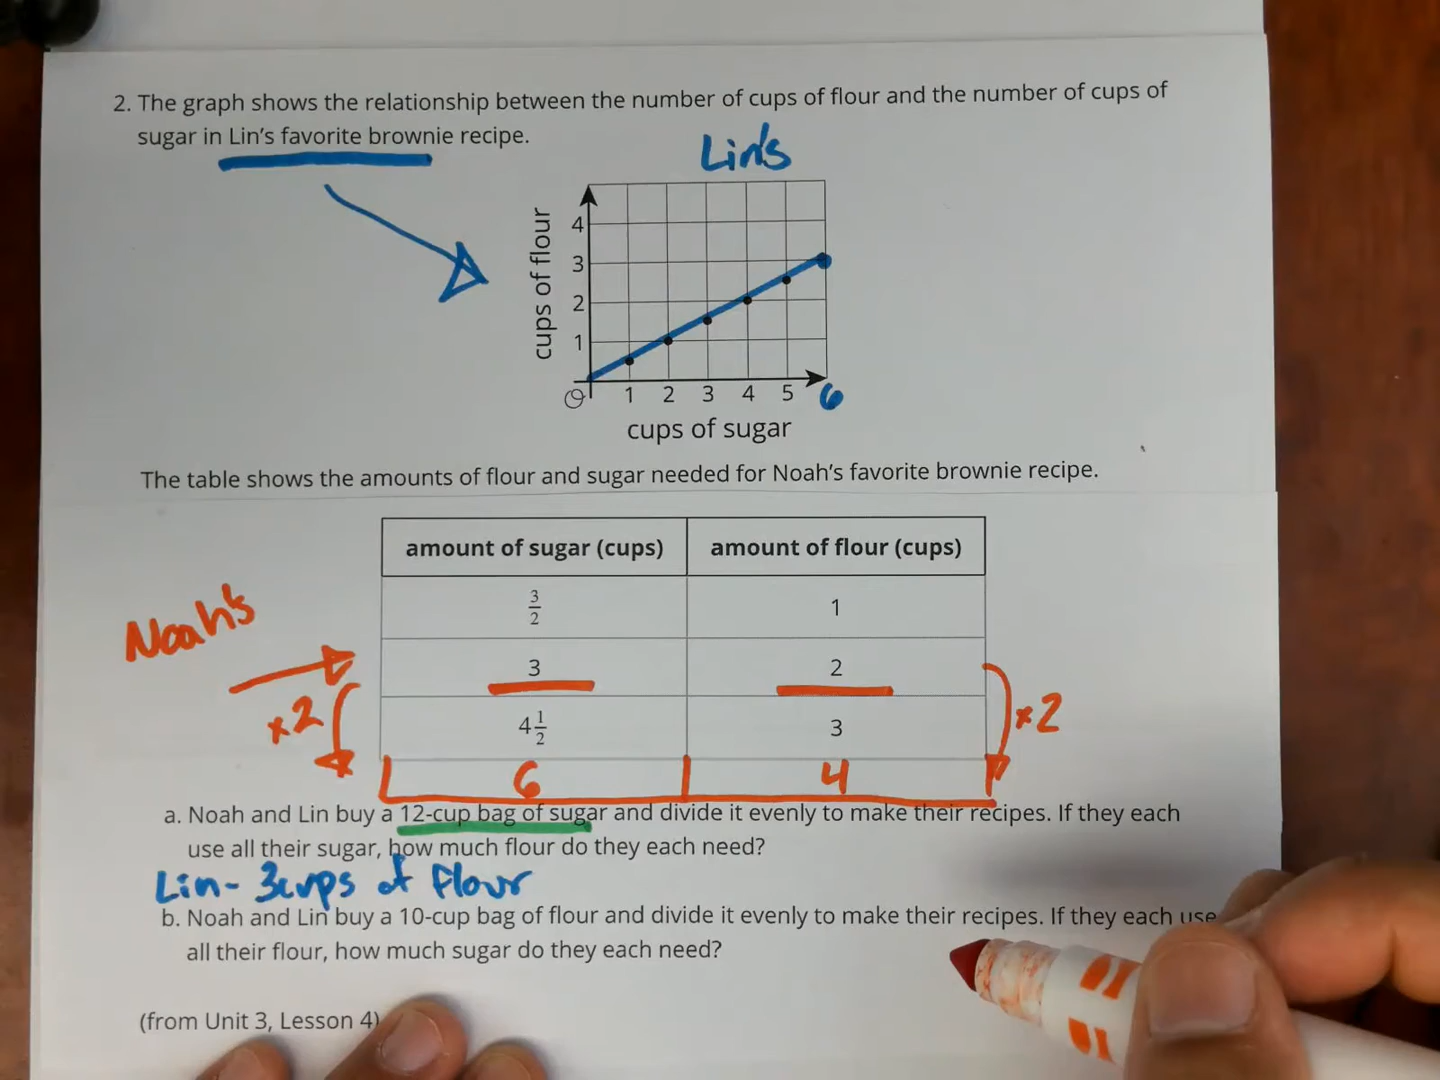 2. The graph shows the relationship between the number of cups of flour and the number of cups of
sugar in Lin's favorite brownie recipe.
Lin's
cups of flour
4
3
2
1
O
1 2 3 4 5 6
cups of sugar
The table shows the amounts of flour and sugar needed for Noah's favorite brownie recipe.
amount of sugar (cups) amount of flour (cups)
3/2 1
Noah's
3 2
×2 ×2
4 1/2 3
6 4
a. Noah and Lin buy a 12-cup bag of sugar and divide it evenly to make their recipes. If they each
use all their sugar, how much flour do they each need?
Lin- 3cups of flour
b. Noah and Lin buy a 10-cup bag of flour and divide it evenly to make their recipes. If they each use
all their flour, how much sugar do they each need?
(from Unit 3, Lesson 4)